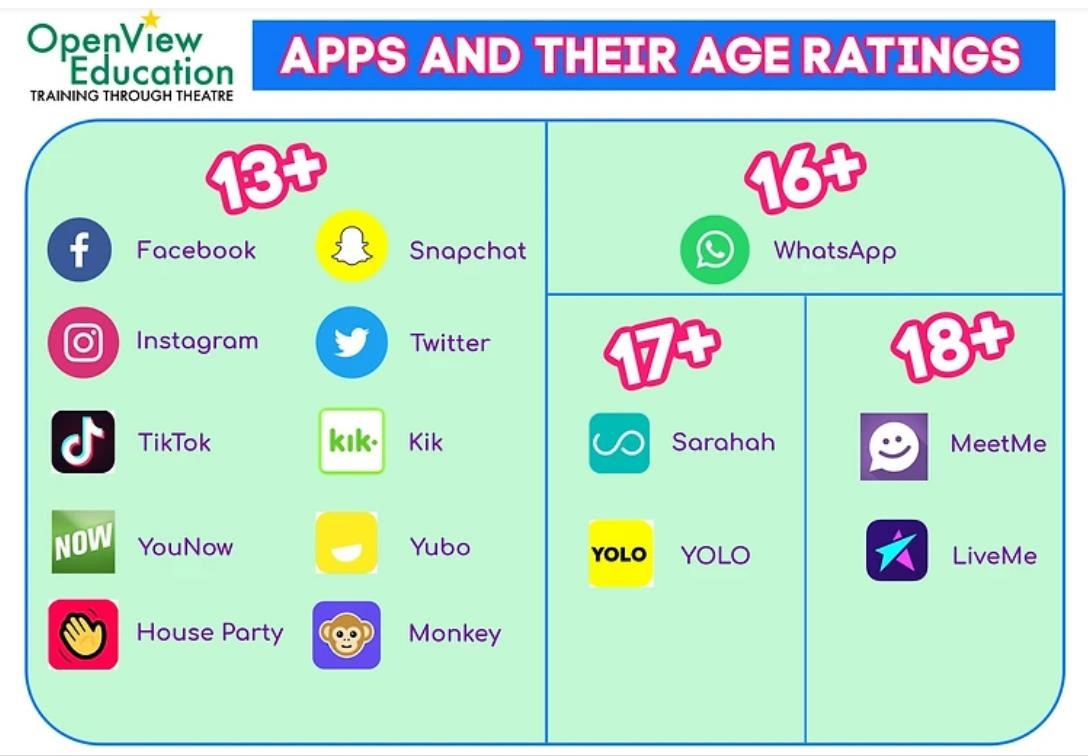 OpenView
Education
TRAINING THROUGH THEATRE
APPS AND THEIR AGE RATINGS
13+
Facebook
Snapchat
Instagram
Twitter
TikTok
kik·
Kik
NOW
YouNow
Yubo
House Party
Monkey
16+
WhatsApp
17+
Sarahah
YOLO
YOLO
18+
MeetMe
LiveMe